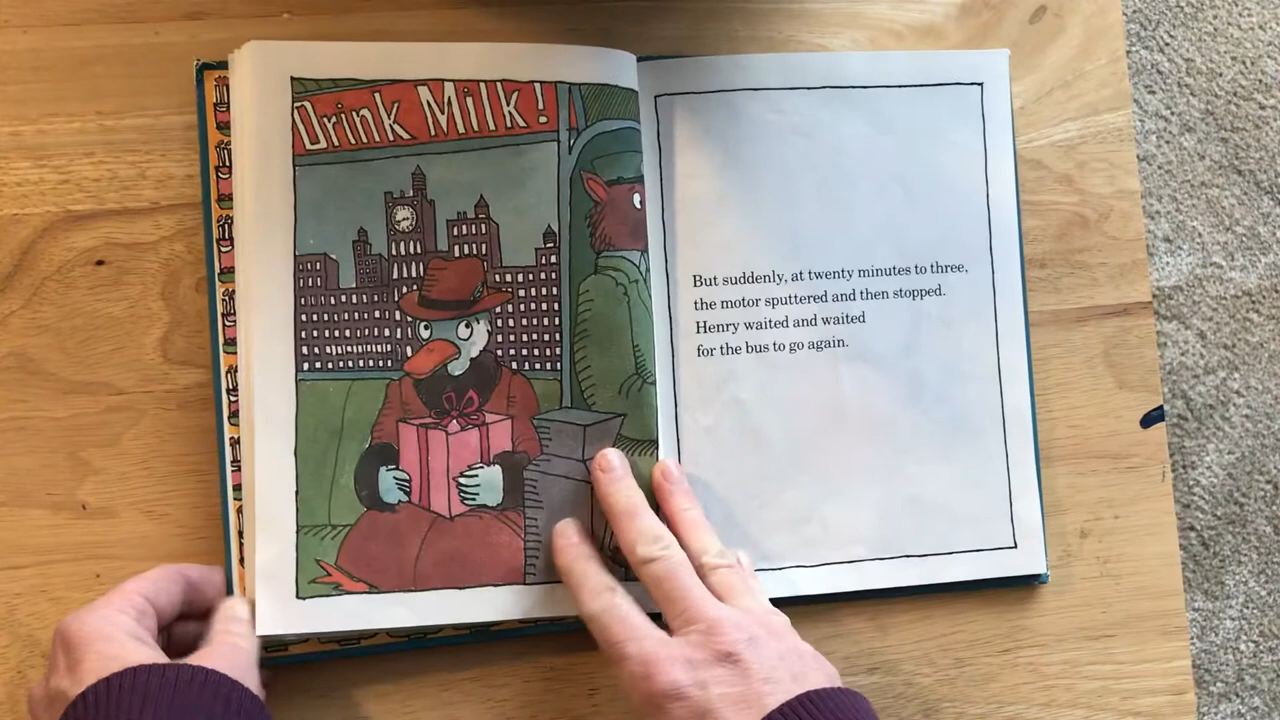 Drink Milk!
But suddenly, at twenty minutes to three,
the motor sputtered and then stopped.
Henry waited and waited
for the bus to go again.